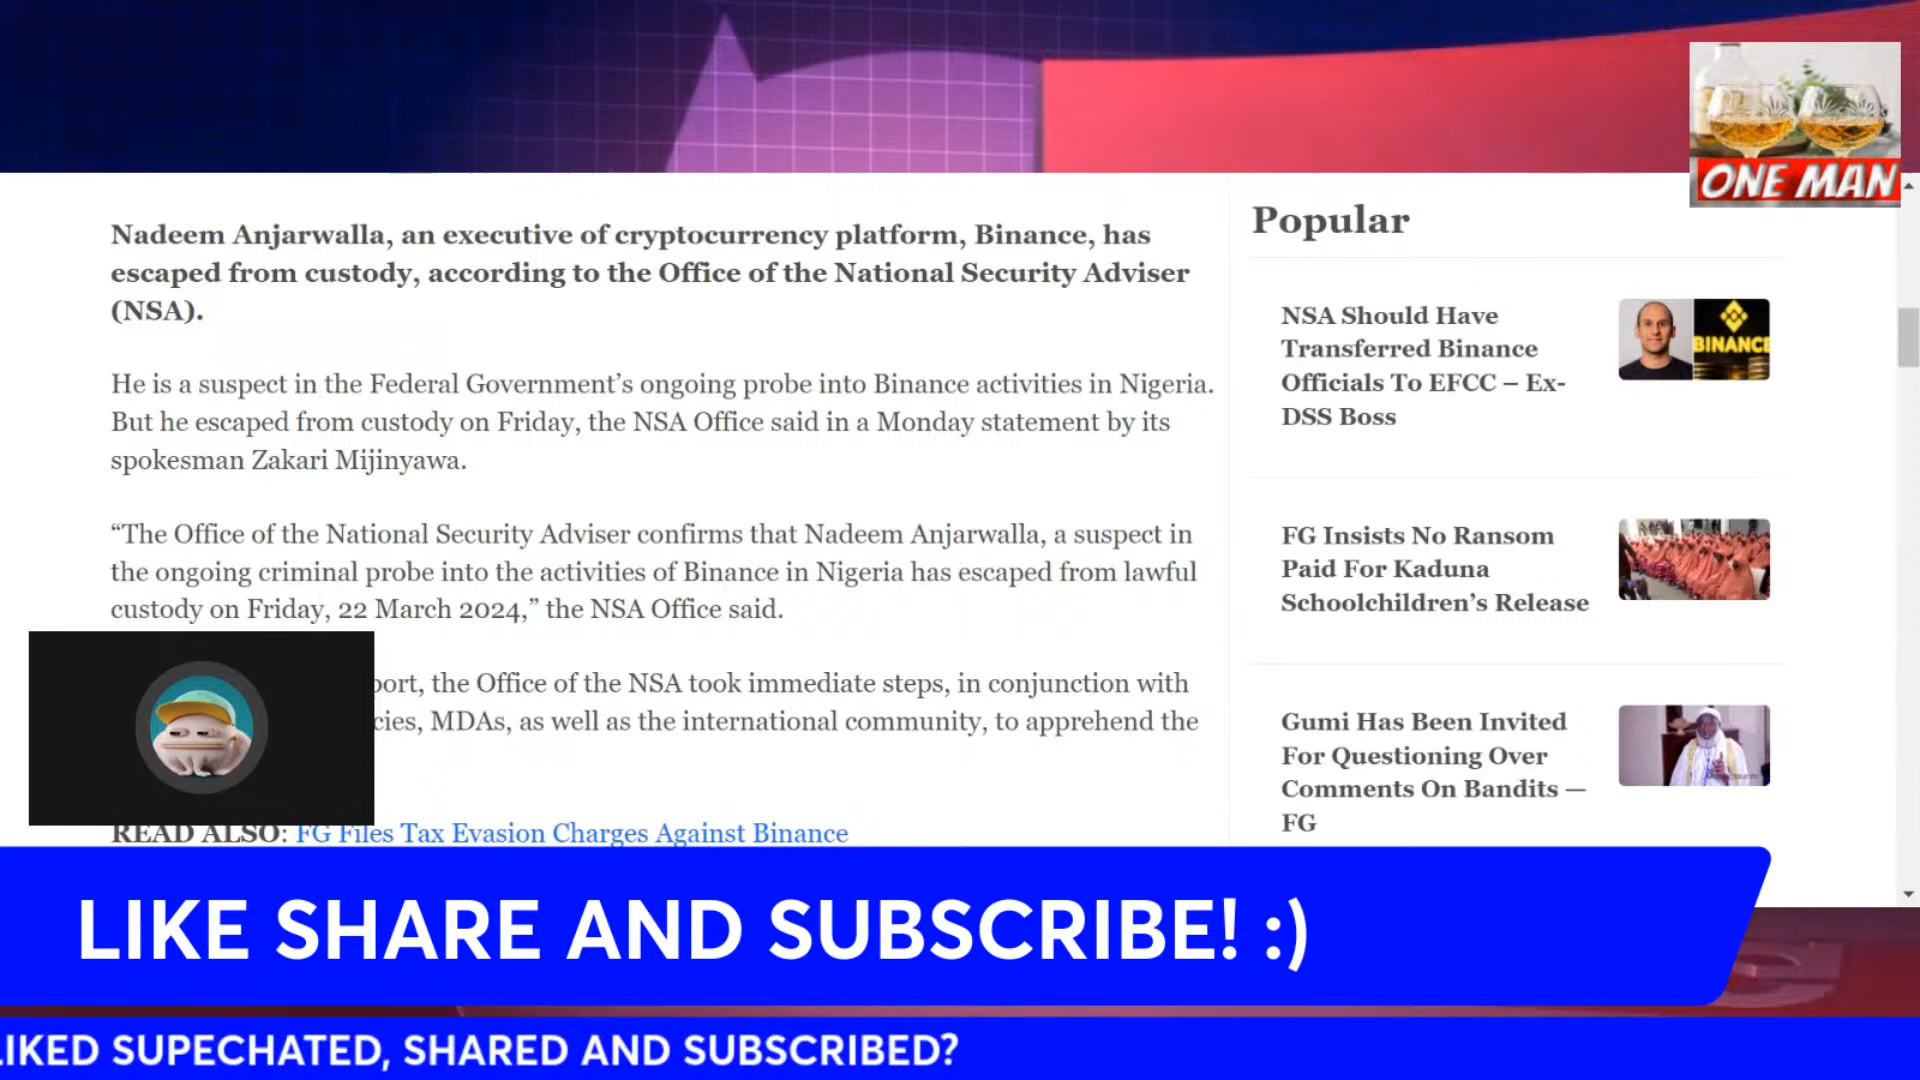 ONE MAN
Nadeem Anjarwalla, an executive of cryptocurrency platform, Binance, has
escaped from custody, according to the Office of the National Security Adviser
(NSA).
He is a suspect in the Federal Government’s ongoing probe into Binance activities in Nigeria.
But he escaped from custody on Friday, the NSA Office said in a Monday statement by its
spokesman Zakari Mijinyawa.
“The Office of the National Security Adviser confirms that Nadeem Anjarwalla, a suspect in
the ongoing criminal probe into the activities of Binance in Nigeria has escaped from lawful
custody on Friday, 22 March 2024,” the NSA Office said.
port, the Office of the NSA took immediate steps, in conjunction with
cies, MDAs, as well as the international community, to apprehend the
READ ALSO: FG Files Tax Evasion Charges Against Binance
Popular
NSA Should Have
Transferred Binance
Officials To EFCC – Ex-
DSS Boss
BINANCE
FG Insists No Ransom
Paid For Kaduna
Schoolchildren’s Release
Gumi Has Been Invited
For Questioning Over
Comments On Bandits —
FG
LIKE SHARE AND SUBSCRIBE! :)
LIKED SUPECHATED, SHARED AND SUBSCRIBED?